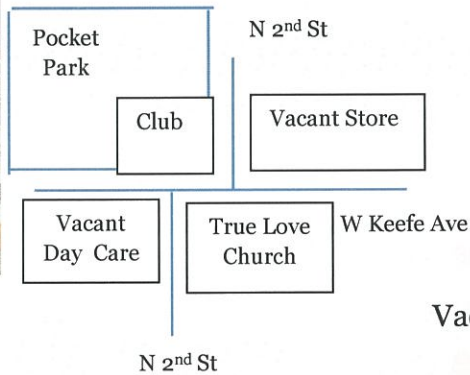 Pocket
Park
N 2nd St
Club
Vacant Store
Vacant
Day Care
True Love
Church
W Keefe Ave
N 2nd St